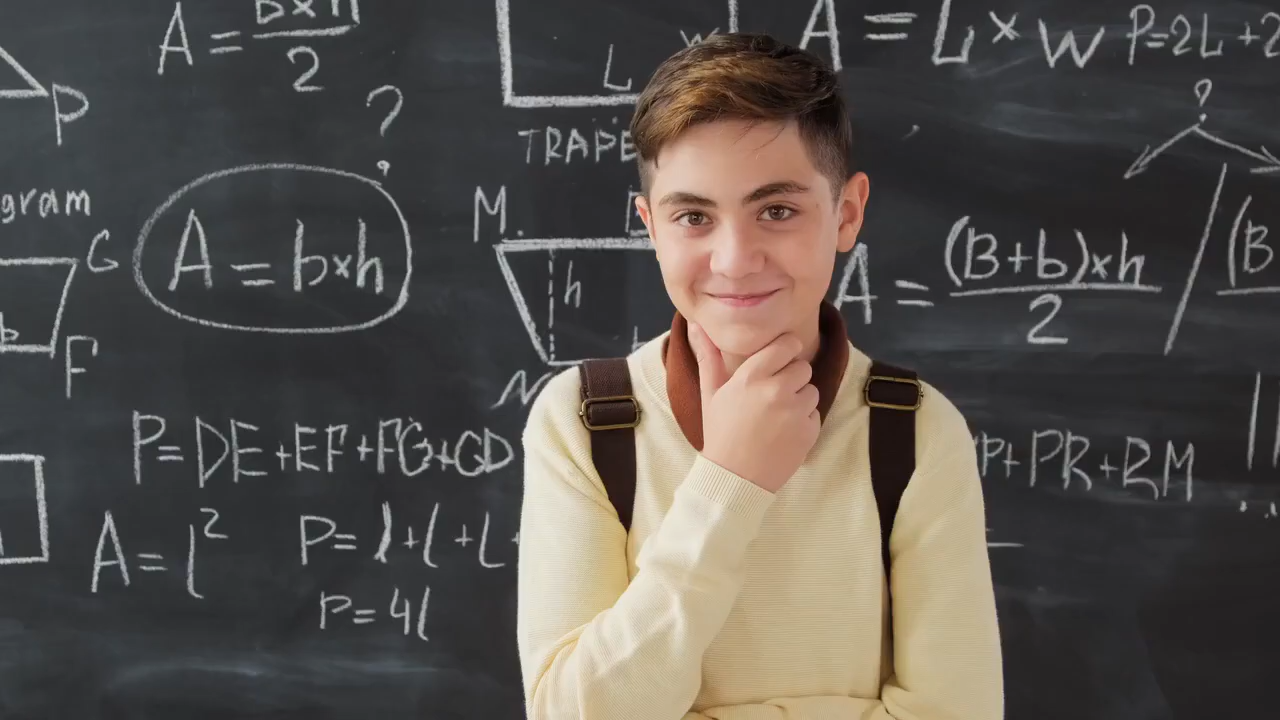 A = b×h
2
L
W
A = L × W
P=2L +2
P
?
TRAPE
?
gram
M.
G
A = b×h
h
A = (B+b)×h
2
(B
b
F
N
P=DE+EF+FG+GD
P+PR+RM
A = l²
P= l+l+l+
P=4l